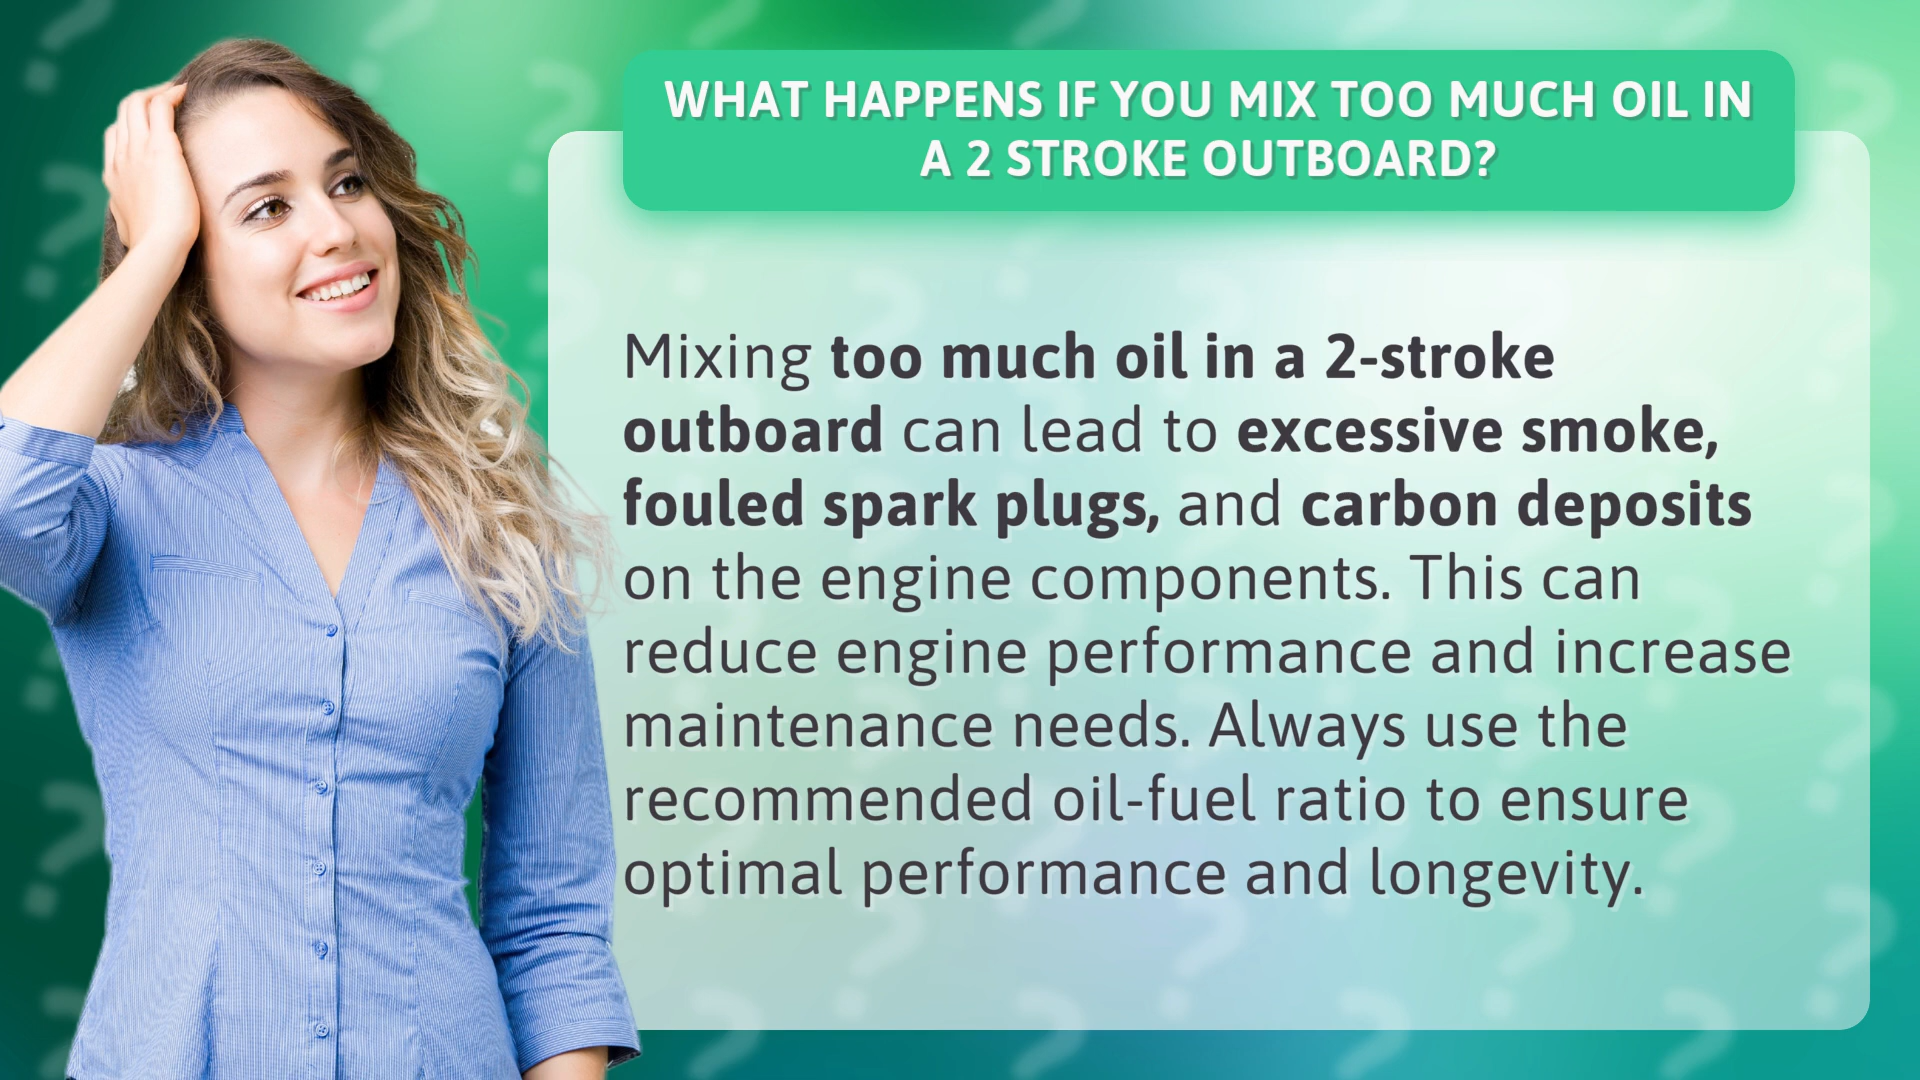 WHAT HAPPENS IF YOU MIX TOO MUCH OIL IN
A 2 STROKE OUTBOARD?
Mixing too much oil in a 2-stroke
outboard can lead to excessive smoke,
fouled spark plugs, and carbon deposits
on the engine components. This can
reduce engine performance and increase
maintenance needs. Always use the
recommended oil-fuel ratio to ensure
optimal performance and longevity.